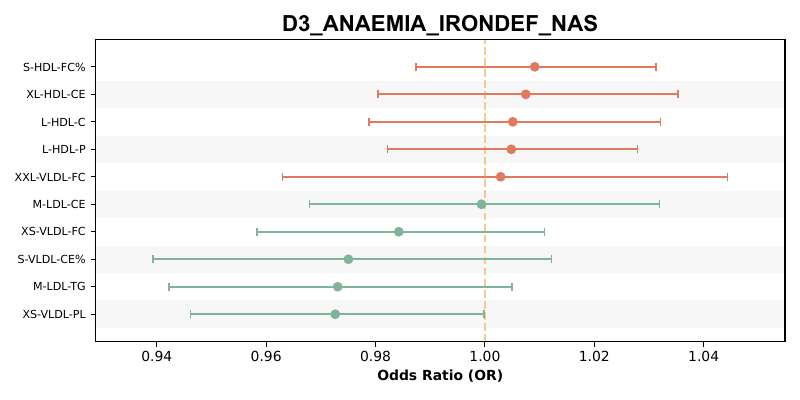 D3_ANAEMIA_IRONDEF_NAS
S-HDL-FC%
XL-HDL-CE
L-HDL-C
L-HDL-P
XXL-VLDL-FC
M-LDL-CE
XS-VLDL-FC
S-VLDL-CE%
M-LDL-TG
XS-VLDL-PL
0.94 0.96 0.98 1.00 1.02 1.04
Odds Ratio (OR)